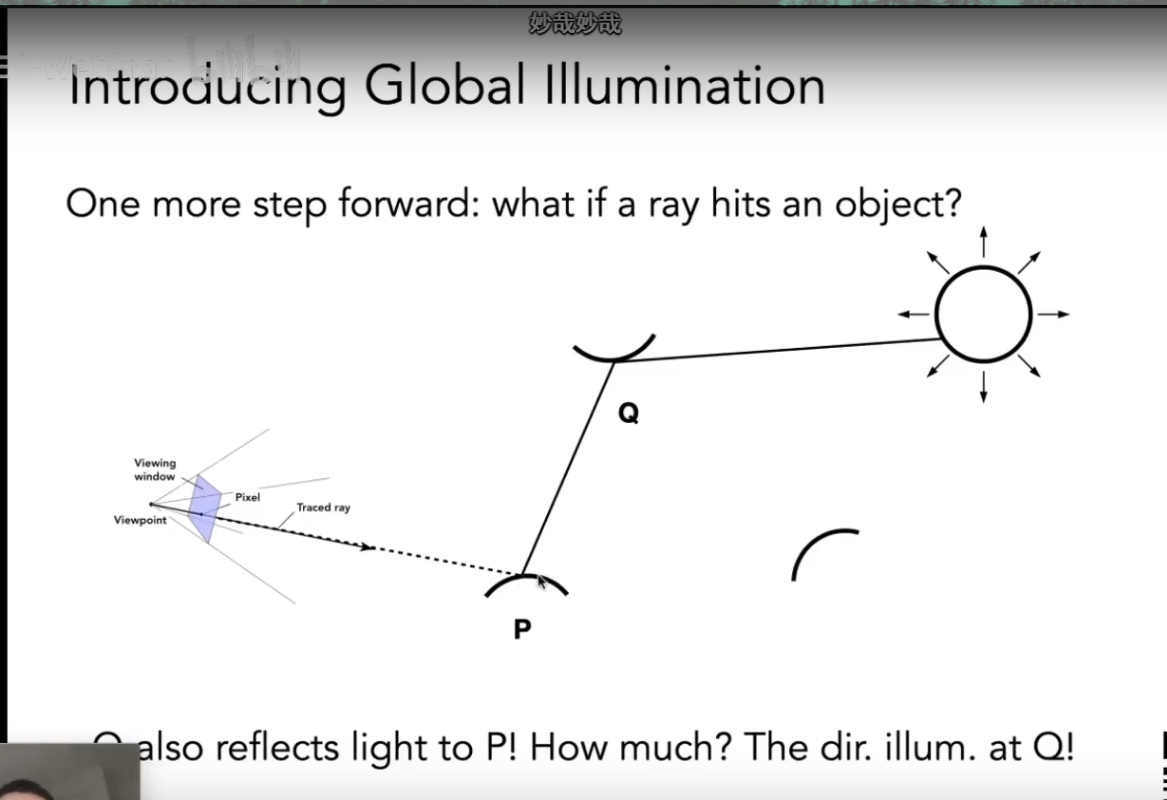 妙哉妙哉
bilibili
Introducing Global Illumination
One more step forward: what if a ray hits an object?
Q
Viewing
window
Pixel
Traced ray
Viewpoint
P
also reflects light to P! How much? The dir. illum. at Q!